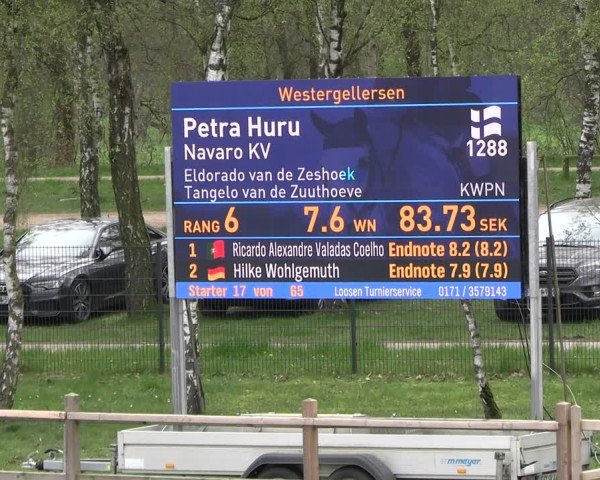 Westergellersen
Petra Huru
Navaro KV
1288
Eldorado van de Zeshoek
Tangelo van de Zuuthoeve
KWPN
RANG 6 7.6 WN 83.73 SEK
1 Ricardo Alexandre Valadas Coelho Endnote 8.2 (8.2)
2 Hilke Wohlgemuth Endnote 7.9 (7.9)
Starter 17 von 65 Loosen Turnierservice 0171 / 3579143
m.meyer